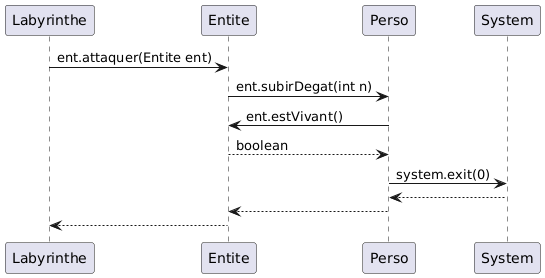 Labyrinthe Entite Perso System
ent.attaquer(Entite ent)
ent.subirDegat(int n)
ent.estVivant()
boolean
system.exit(0)
Labyrinthe Entite Perso System